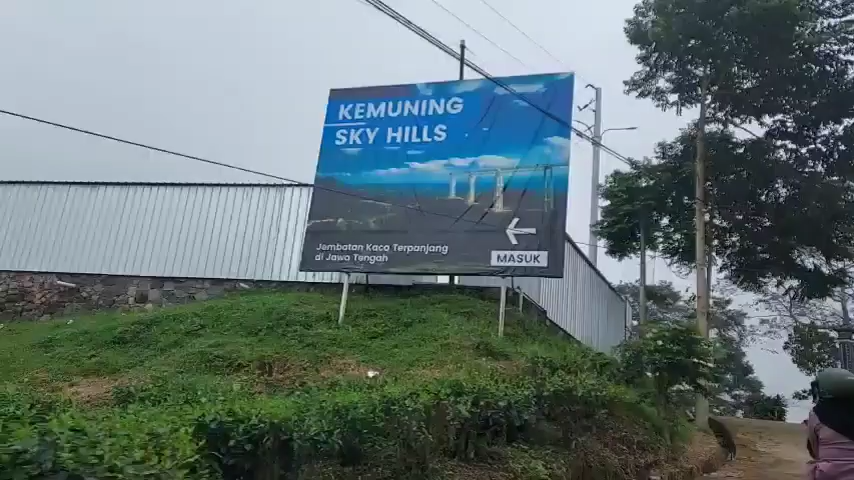 KEMUNING
SKY HILLS
Jembatan Kaca Terpanjang
di Jawa Tengah
MASUK